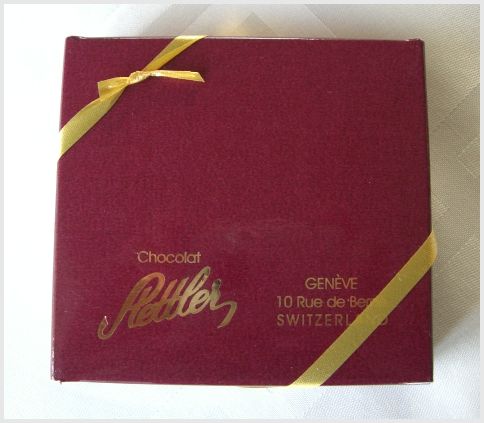 Chocolat
Stettler
GENÈVE
10 Rue de
SWITZERLAND